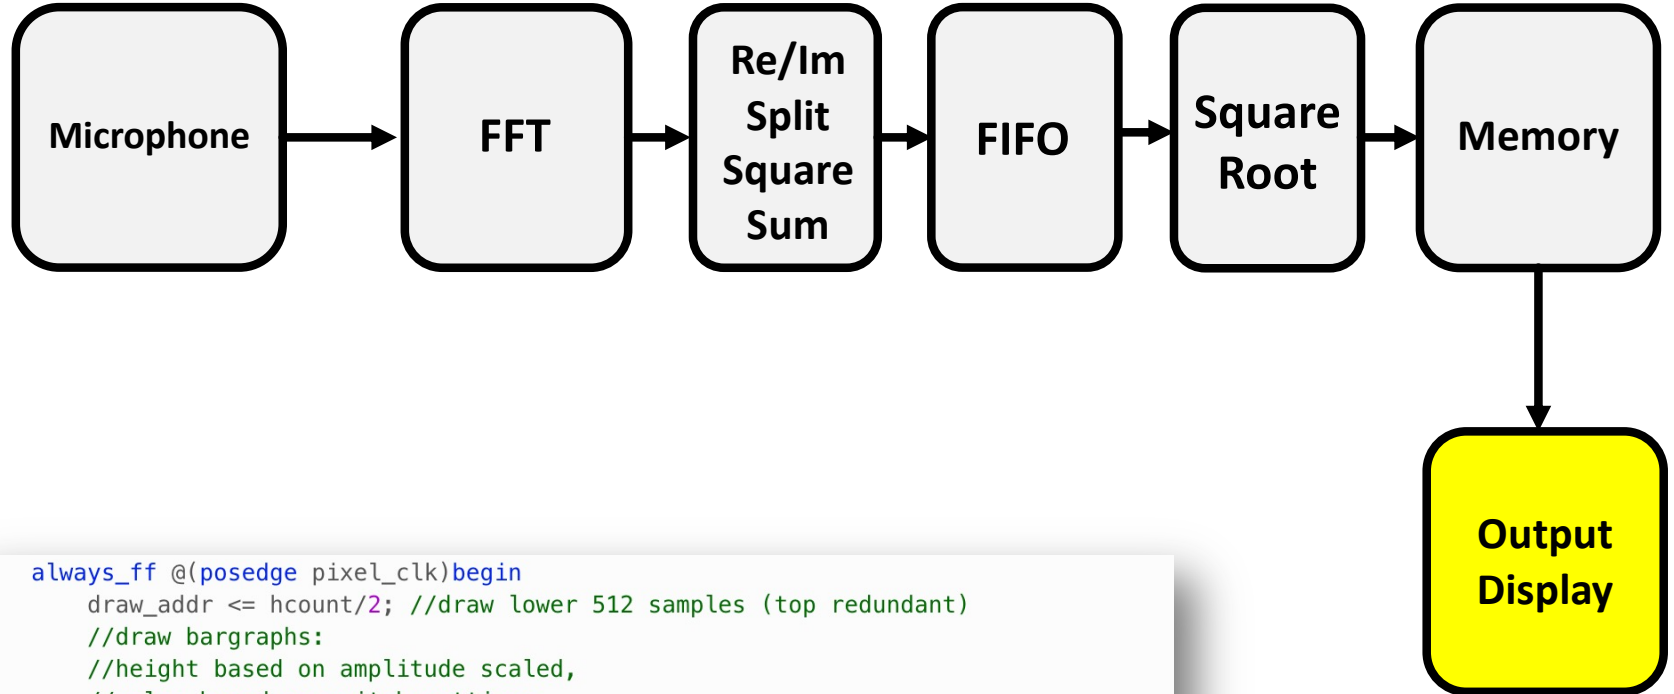 Microphone
FFT
Re/Im
Split
Square
Sum
FIFO
Square
Root
Memory
Output
Display
always_ff @(posedge pixel_clk)begin
draw_addr <= hcount/2; //draw lower 512 samples (top redundant)
//draw bargraphs:
//height based on amplitude scaled,